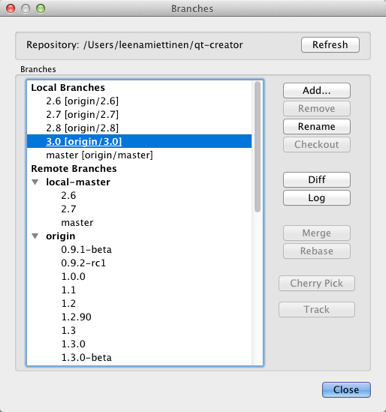 Branches
Repository: /Users/leenamiettinen/qt-creator
Refresh
Branches
Local Branches
2.6 [origin/2.6]
2.7 [origin/2.7]
2.8 [origin/2.8]
3.0 [origin/3.0]
master [origin/master]
Remote Branches
local-master
2.6
2.7
master
origin
0.9.1-beta
0.9.2-rc1
1.0.0
1.1
1.2
1.2.90
1.3
1.3.0
1.3.0-beta
Add...
Remove
Rename
Checkout
Diff
Log
Merge
Rebase
Cherry Pick
Track
Close